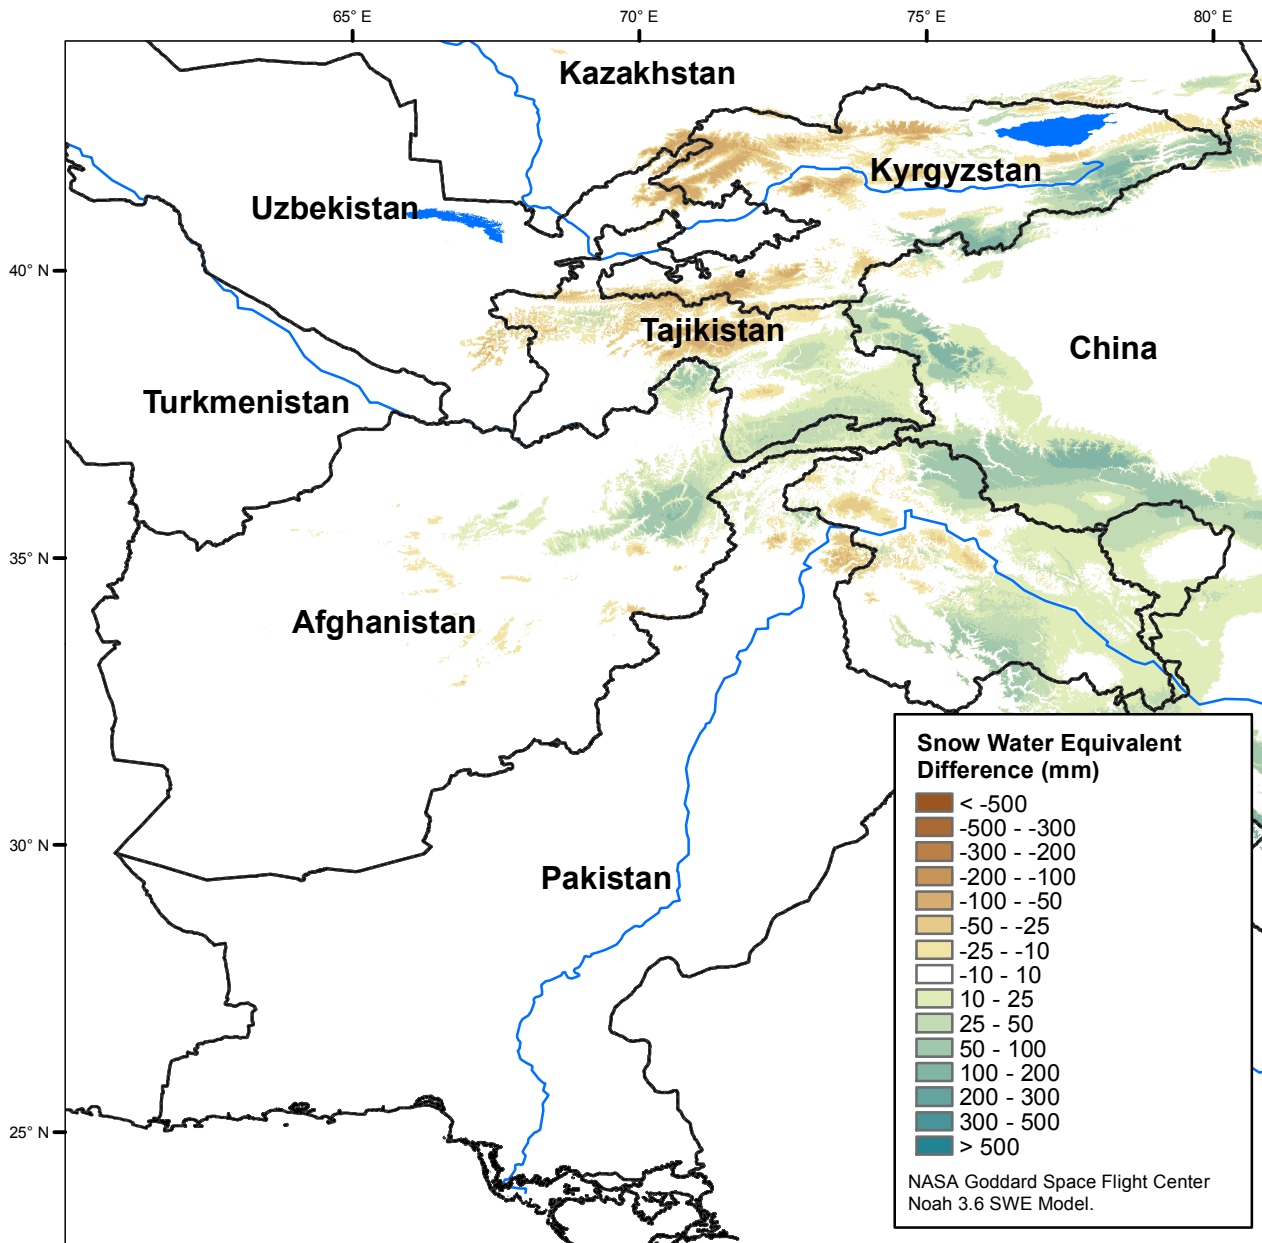 65° E
70° E
75° E
80° E
Kazakhstan
Kyrgyzstan
Uzbekistan
40° N
Tajikistan
China
Turkmenistan
35° N
Afghanistan
30° N
Pakistan
25° N
Snow Water Equivalent
Difference (mm)
< -500
-500 - -300
-300 - -200
-200 - -100
-100 - -50
-50 - -25
-25 - -10
-10 - 10
10 - 25
25 - 50
50 - 100
100 - 200
200 - 300
300 - 500
> 500
NASA Goddard Space Flight Center
Noah 3.6 SWE Model.